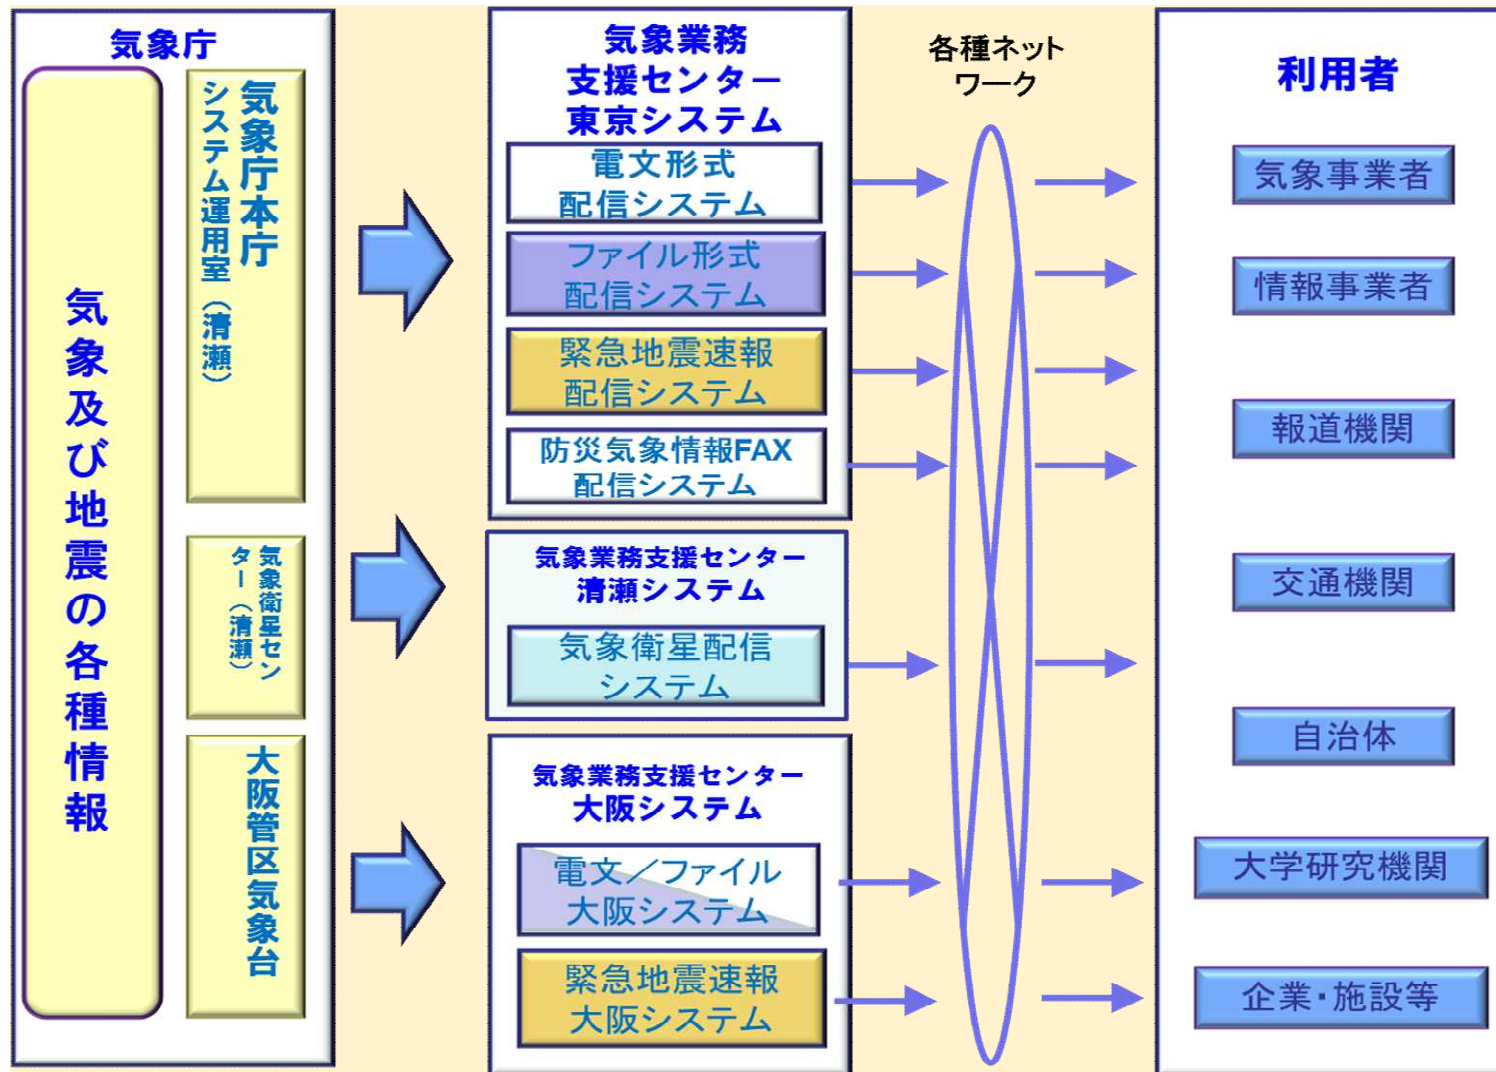 気象庁
気象及び地震の各種情報
気象庁本庁
システム運用室（清瀬）
気象衛星セン
ター（清瀬）
大阪管区気象台
気象業務
支援センター
東京システム
電文形式
配信システム
ファイル形式
配信システム
緊急地震速報
配信システム
防災気象情報FAX
配信システム
気象業務支援センター
清瀬システム
気象衛星配信
システム
気象業務支援センター
大阪システム
電文／ファイル
大阪システム
緊急地震速報
大阪システム
各種ネット
ワーク
利用者
気象事業者
情報事業者
報道機関
交通機関
自治体
大学研究機関
企業・施設等